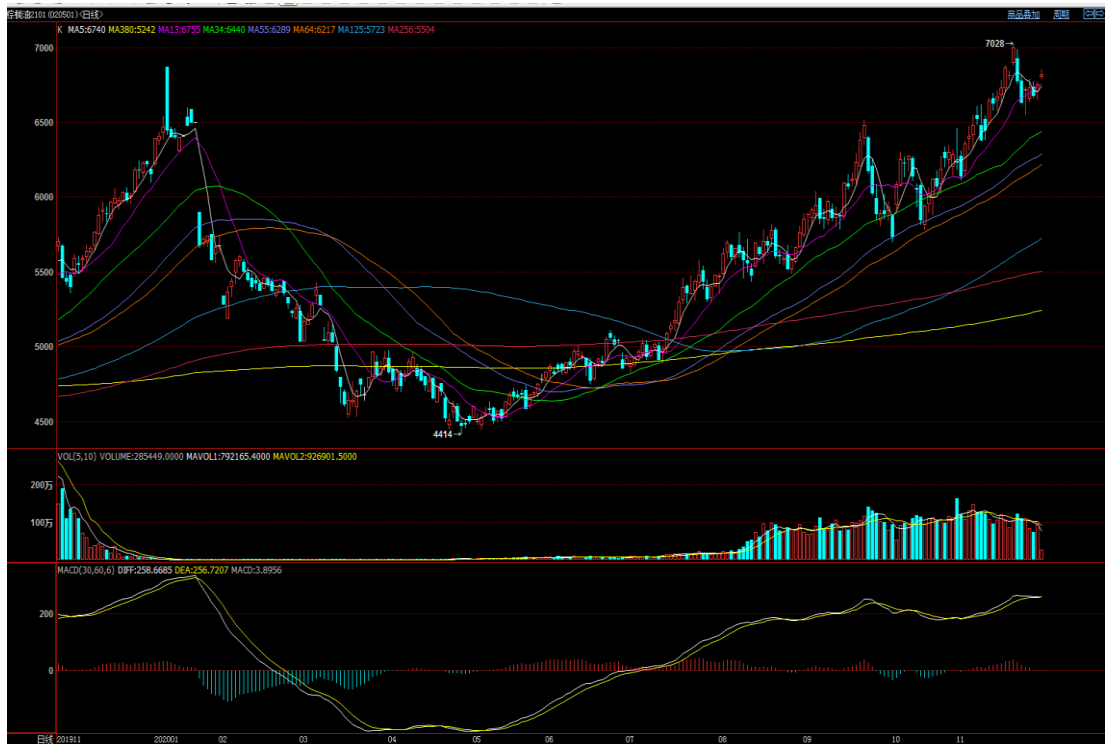 棕榈油2101(020501)<日线> 商品叠加 周期
K MA5:6740 MA380:5242 MA13:6755 MA34:6440 MA55:6289 MA64:6217 MA125:5723 MA256:5504
7028→
7000
6500
6000
5500
5000
4500
4414→
VOL(5,10) VOLUME:285449.0000 MAVOL1:792165.4000 MAVOL2:926901.5000
200万
100万
MACD(30,60,6) DIFF:258.6685 DEA:256.7207 MACD:3.8956
200
0
日线 201911 202001 02 03 04 05 06 07 08 09 10 11